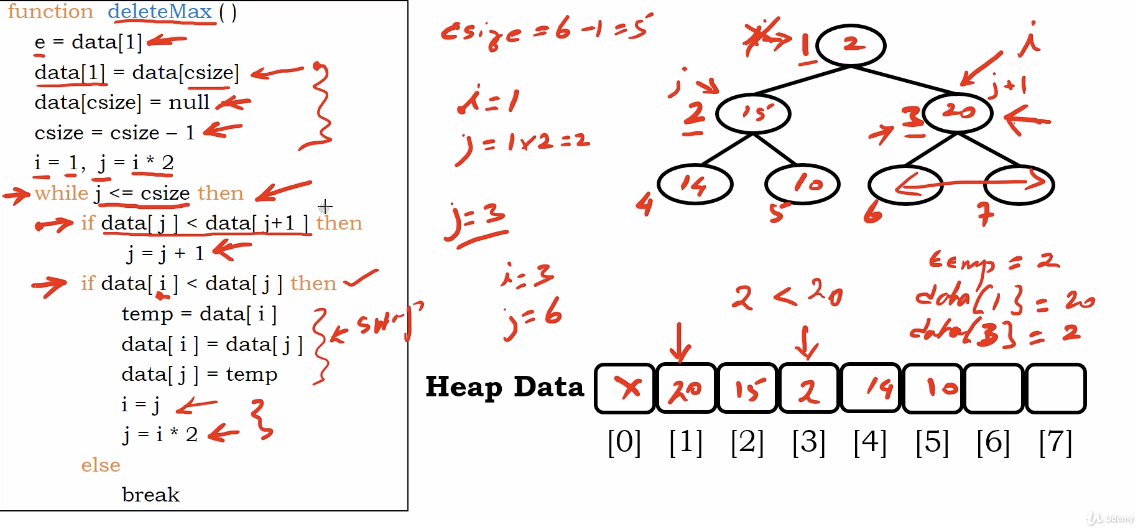 function deleteMax ( )
e = data[1]
data[1] = data[csize]
data[csize] = null
csize = csize – 1
i = 1, j = i * 2
while j <= csize then
if data[ j ] < data[ j+1 ] then
j = j + 1
if data[ i ] < data[ j ] then
temp = data[ i ]
data[ i ] = data[ j ]
data[ j ] = temp
i = j
j = i * 2
else
break
csize = 6 -1 = 5
i = 1
j = 1 x 2 = 2
j = 3
i = 3
j = 6
1 2
j i
j+1
2 15 3 20
14 10
4 5 6 7
2 < 20
temp = 2
data[1] = 20
data[3] = 2
Heap Data X 20 15 2 14 10
[0] [1] [2] [3] [4] [5] [6] [7]
Udemy